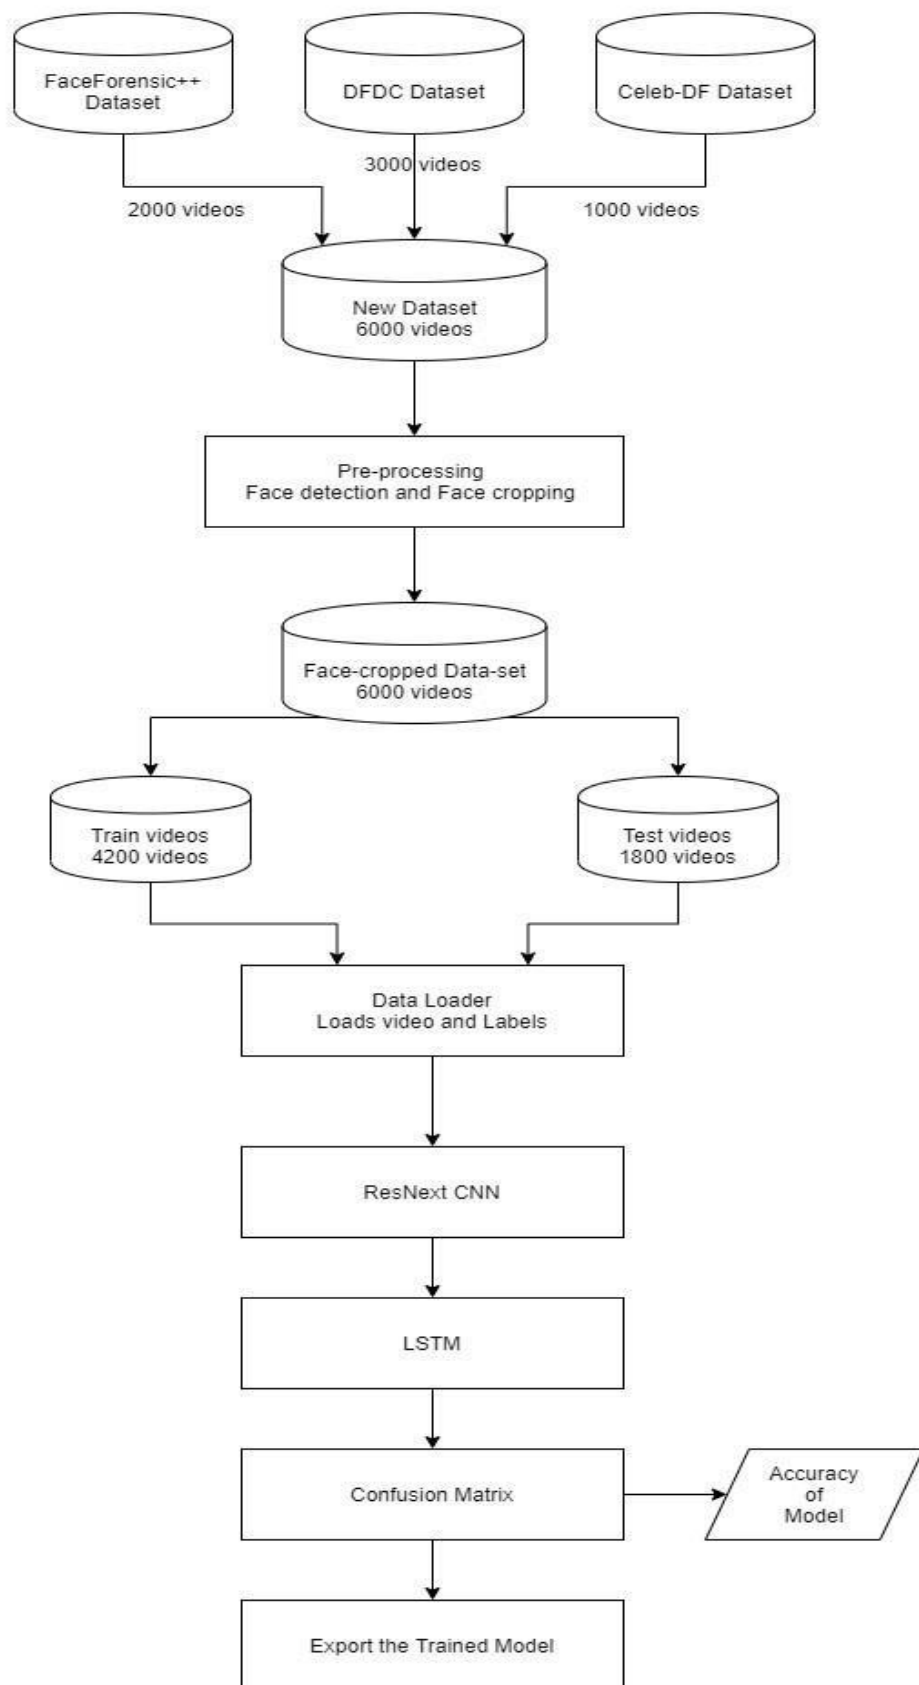 FaceForensic++
Dataset
DFDC Dataset
Celeb-DF Dataset
3000 videos
2000 videos
1000 videos
New Dataset
6000 videos
Pre-processing
Face detection and Face cropping
Face-cropped Data-set
6000 videos
Train videos
4200 videos
Test videos
1800 videos
Data Loader
Loads video and Labels
ResNext CNN
LSTM
Confusion Matrix
Accuracy
of
Model
Export the Trained Model